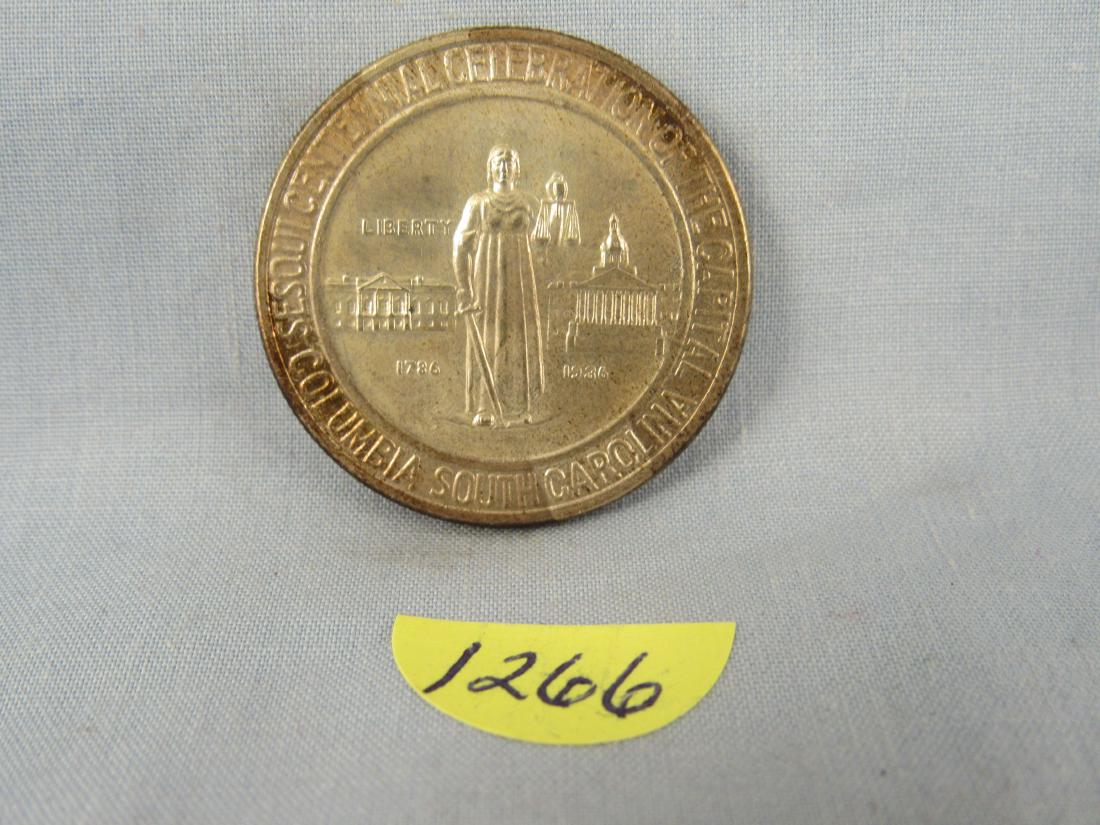 SESQUICENTENNIAL CELEBRATION OF THE CAPITAL
COLUMBIA SOUTH CAROLINA
LIBERTY
1786 1936
1266